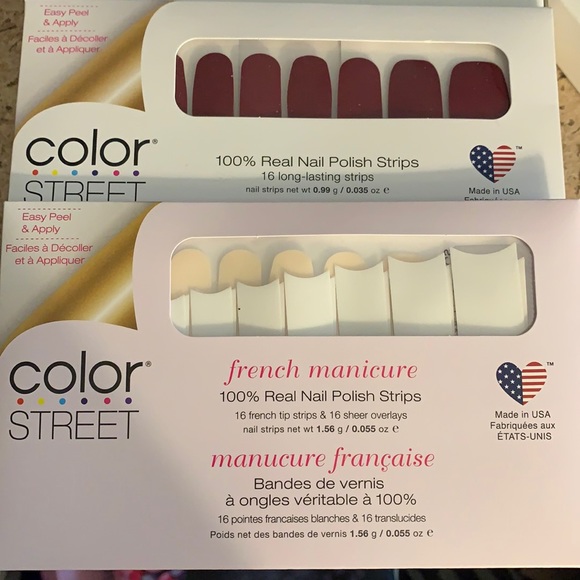 Easy Peel
& Apply
Faciles à Décoller
et à Appliquer
color®
STREET
100% Real Nail Polish Strips
16 long-lasting strips
nail strips net wt 0.99 g / 0.035 oz e
™
Made in USA
Easy Peel
& Apply
Faciles à Décoller
et à Appliquer
color®
STREET
french manicure
100% Real Nail Polish Strips
16 french tip strips & 16 sheer overlays
nail strips net wt 1.56 g / 0.055 oz e
manucure française
Bandes de vernis
à ongles véritable à 100%
16 pointes francaises blanches & 16 translucides
Poids net des bandes de vernis 1.56 g / 0.055 oz e
™
Made in USA
Fabriquées aux
ÉTATS-UNIS